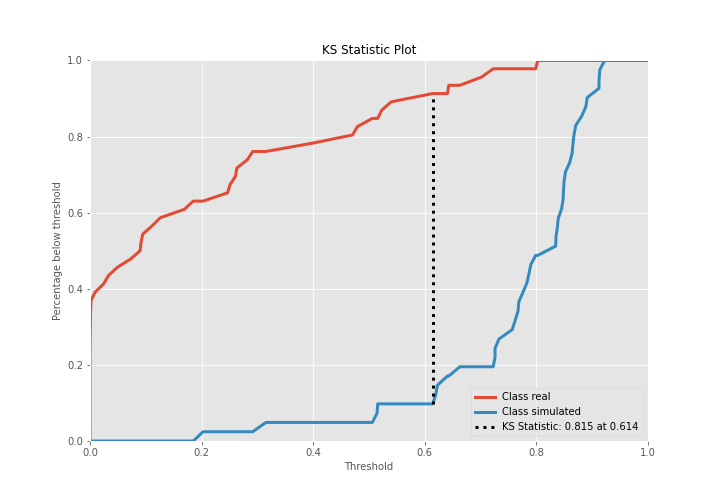 KS Statistic Plot
1.0
0.8
0.6
0.4
0.2
0.0
Percentage below threshold
0.0 0.2 0.4 0.6 0.8 1.0
Threshold
Class real
Class simulated
KS Statistic: 0.815 at 0.614